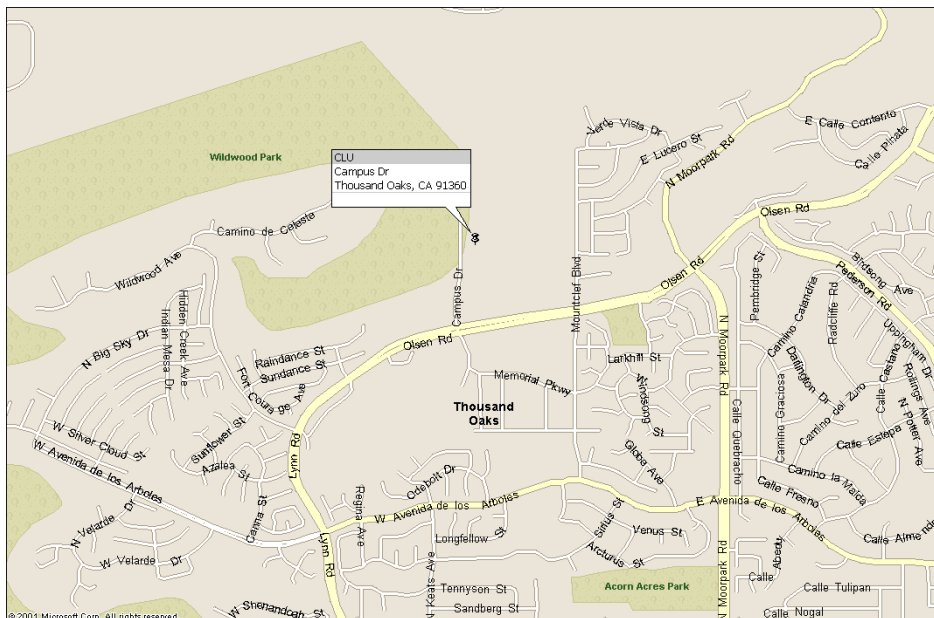 Verde Vista Dr
E Calle Contento
E Lucero St
Calle Pinata
N Moorpark Rd
Wildwood Park
CLU
Campus Dr
Thousand Oaks, CA 91360
Olsen Rd
Camino de Celeste
Wildwood Ave
Campus Dr
Mountclef Blvd
Olsen Rd
Pembridge St
Birdsong Ave
Pederson Rd
Hidden Creek Ave
Indian Mesa Dr
N Big Sky Dr
Camino Calandria
Radcliffe Rd
Uppingham Dr
Olsen Rd
Raindance St
Sundance St
Fort Courage Ave
Larkhill St
N Moorpark Rd
Darlington Dr
Calle Castano
Rollings Ave
Memorial Pkwy
Windsong St
Camino Graciosa
Camino del Zuro
N Potter Ave
Thousand
Oaks
Calle Quebracho
Calle Estepa
Sunflower St
W Silver Cloud St
Azalea St
Lynn Rd
W Avenida de los Arboles
Odebolt Dr
Globe Ave
Camino la Maida
Calle Fresno
Canna St
Regina Ave
W Avenida de los Arboles
E Avenida de los Arboles
N Velarde Dr
W Velarde Dr
Lynn Rd
Longfellow St
Sirius St
Venus St
Arcturus St
N Moorpark Rd
Calle Abedu
N Keats Ave
Tennyson St
Sandberg St
Acorn Acres Park
Calle Tulipan
Calle Nogal
W Shenandoah St
© 2001 Microsoft Corp. All rights reserved.